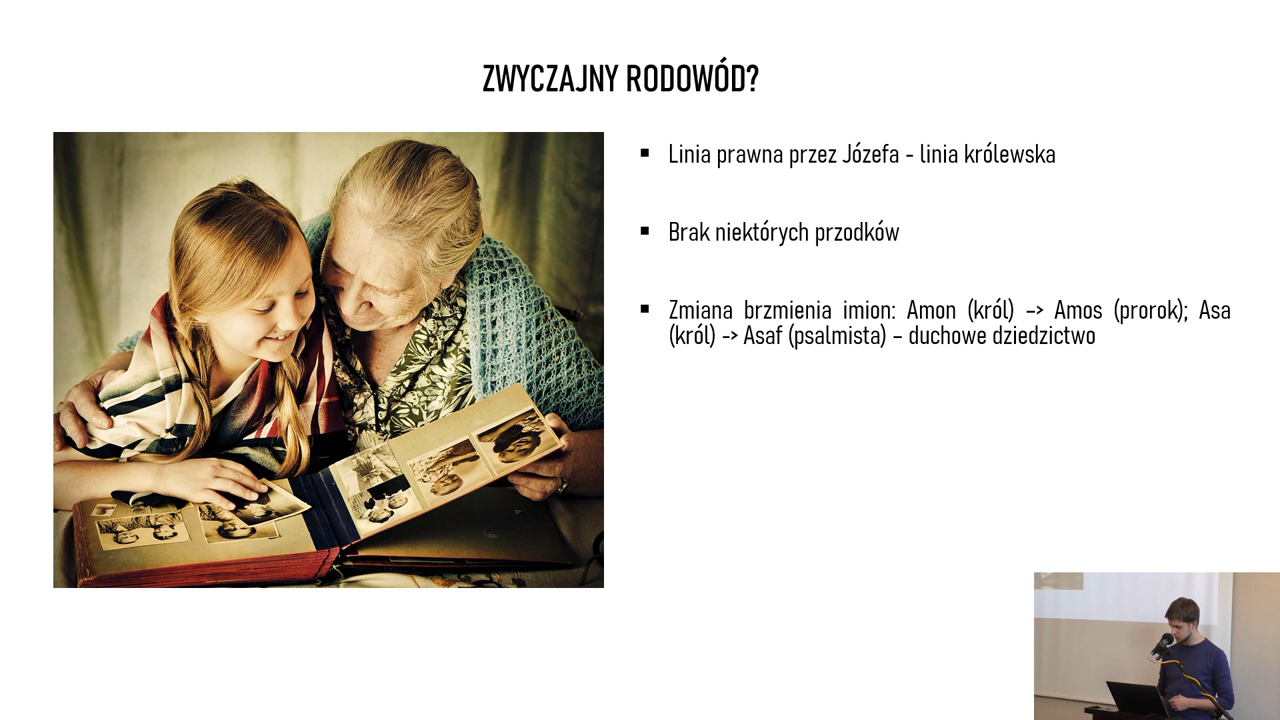 ZWYCZAJNY RODOWÓD?
▪ Linia prawna przez Józefa - linia królewska
▪ Brak niektórych przodków
▪ Zmiana brzmienia imion: Amon (król) -> Amos (prorok); Asa
(król) -> Asaf (psalmista) – duchowe dziedzictwo